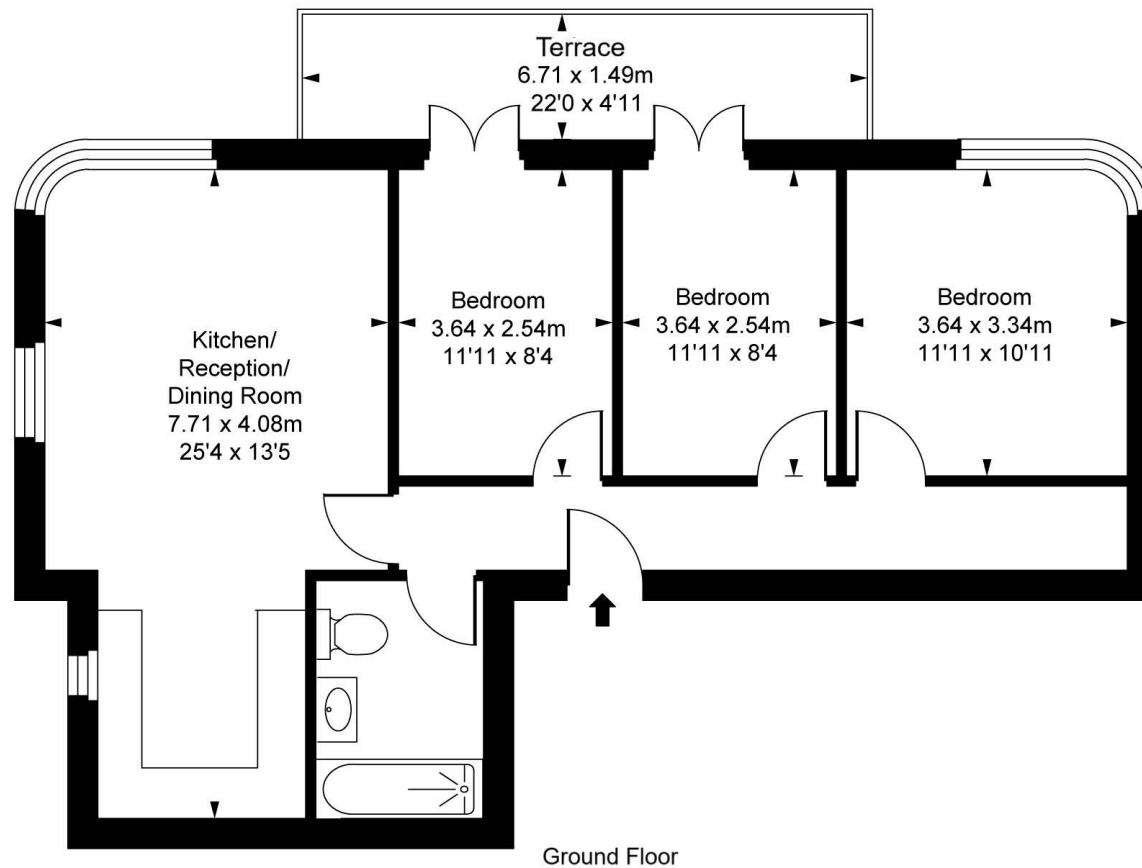 Terrace
6.71 x 1.49m
22'0 x 4'11
Kitchen/
Reception/
Dining Room
7.71 x 4.08m
25'4 x 13'5
Bedroom
3.64 x 2.54m
11'11 x 8'4
Bedroom
3.64 x 2.54m
11'11 x 8'4
Bedroom
3.64 x 3.34m
11'11 x 10'11
Ground Floor